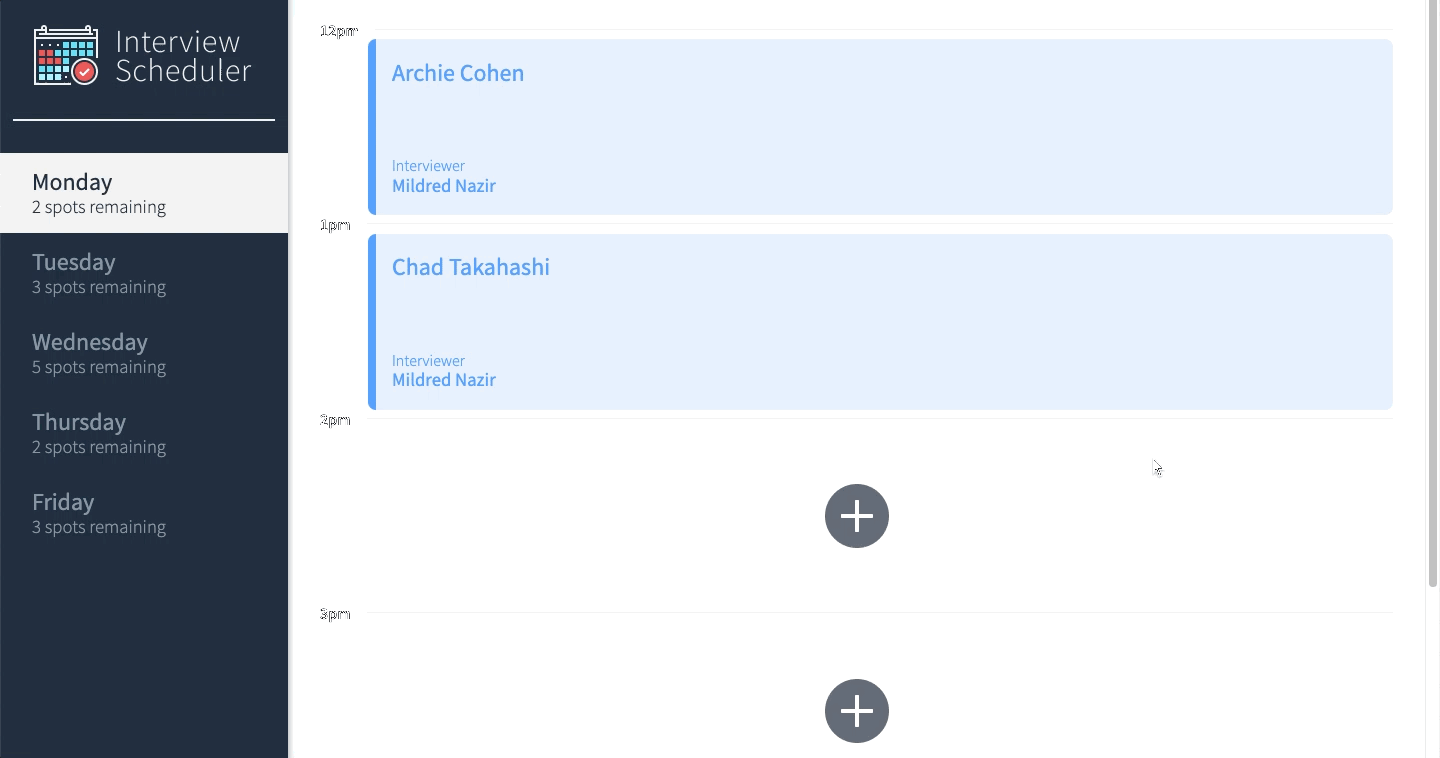 Interview
Scheduler
Monday
2 spots remaining
Tuesday
3 spots remaining
Wednesday
5 spots remaining
Thursday
2 spots remaining
Friday
3 spots remaining
12pm
Archie Cohen
Interviewer
Mildred Nazir
1pm
Chad Takahashi
Interviewer
Mildred Nazir
2pm
3pm